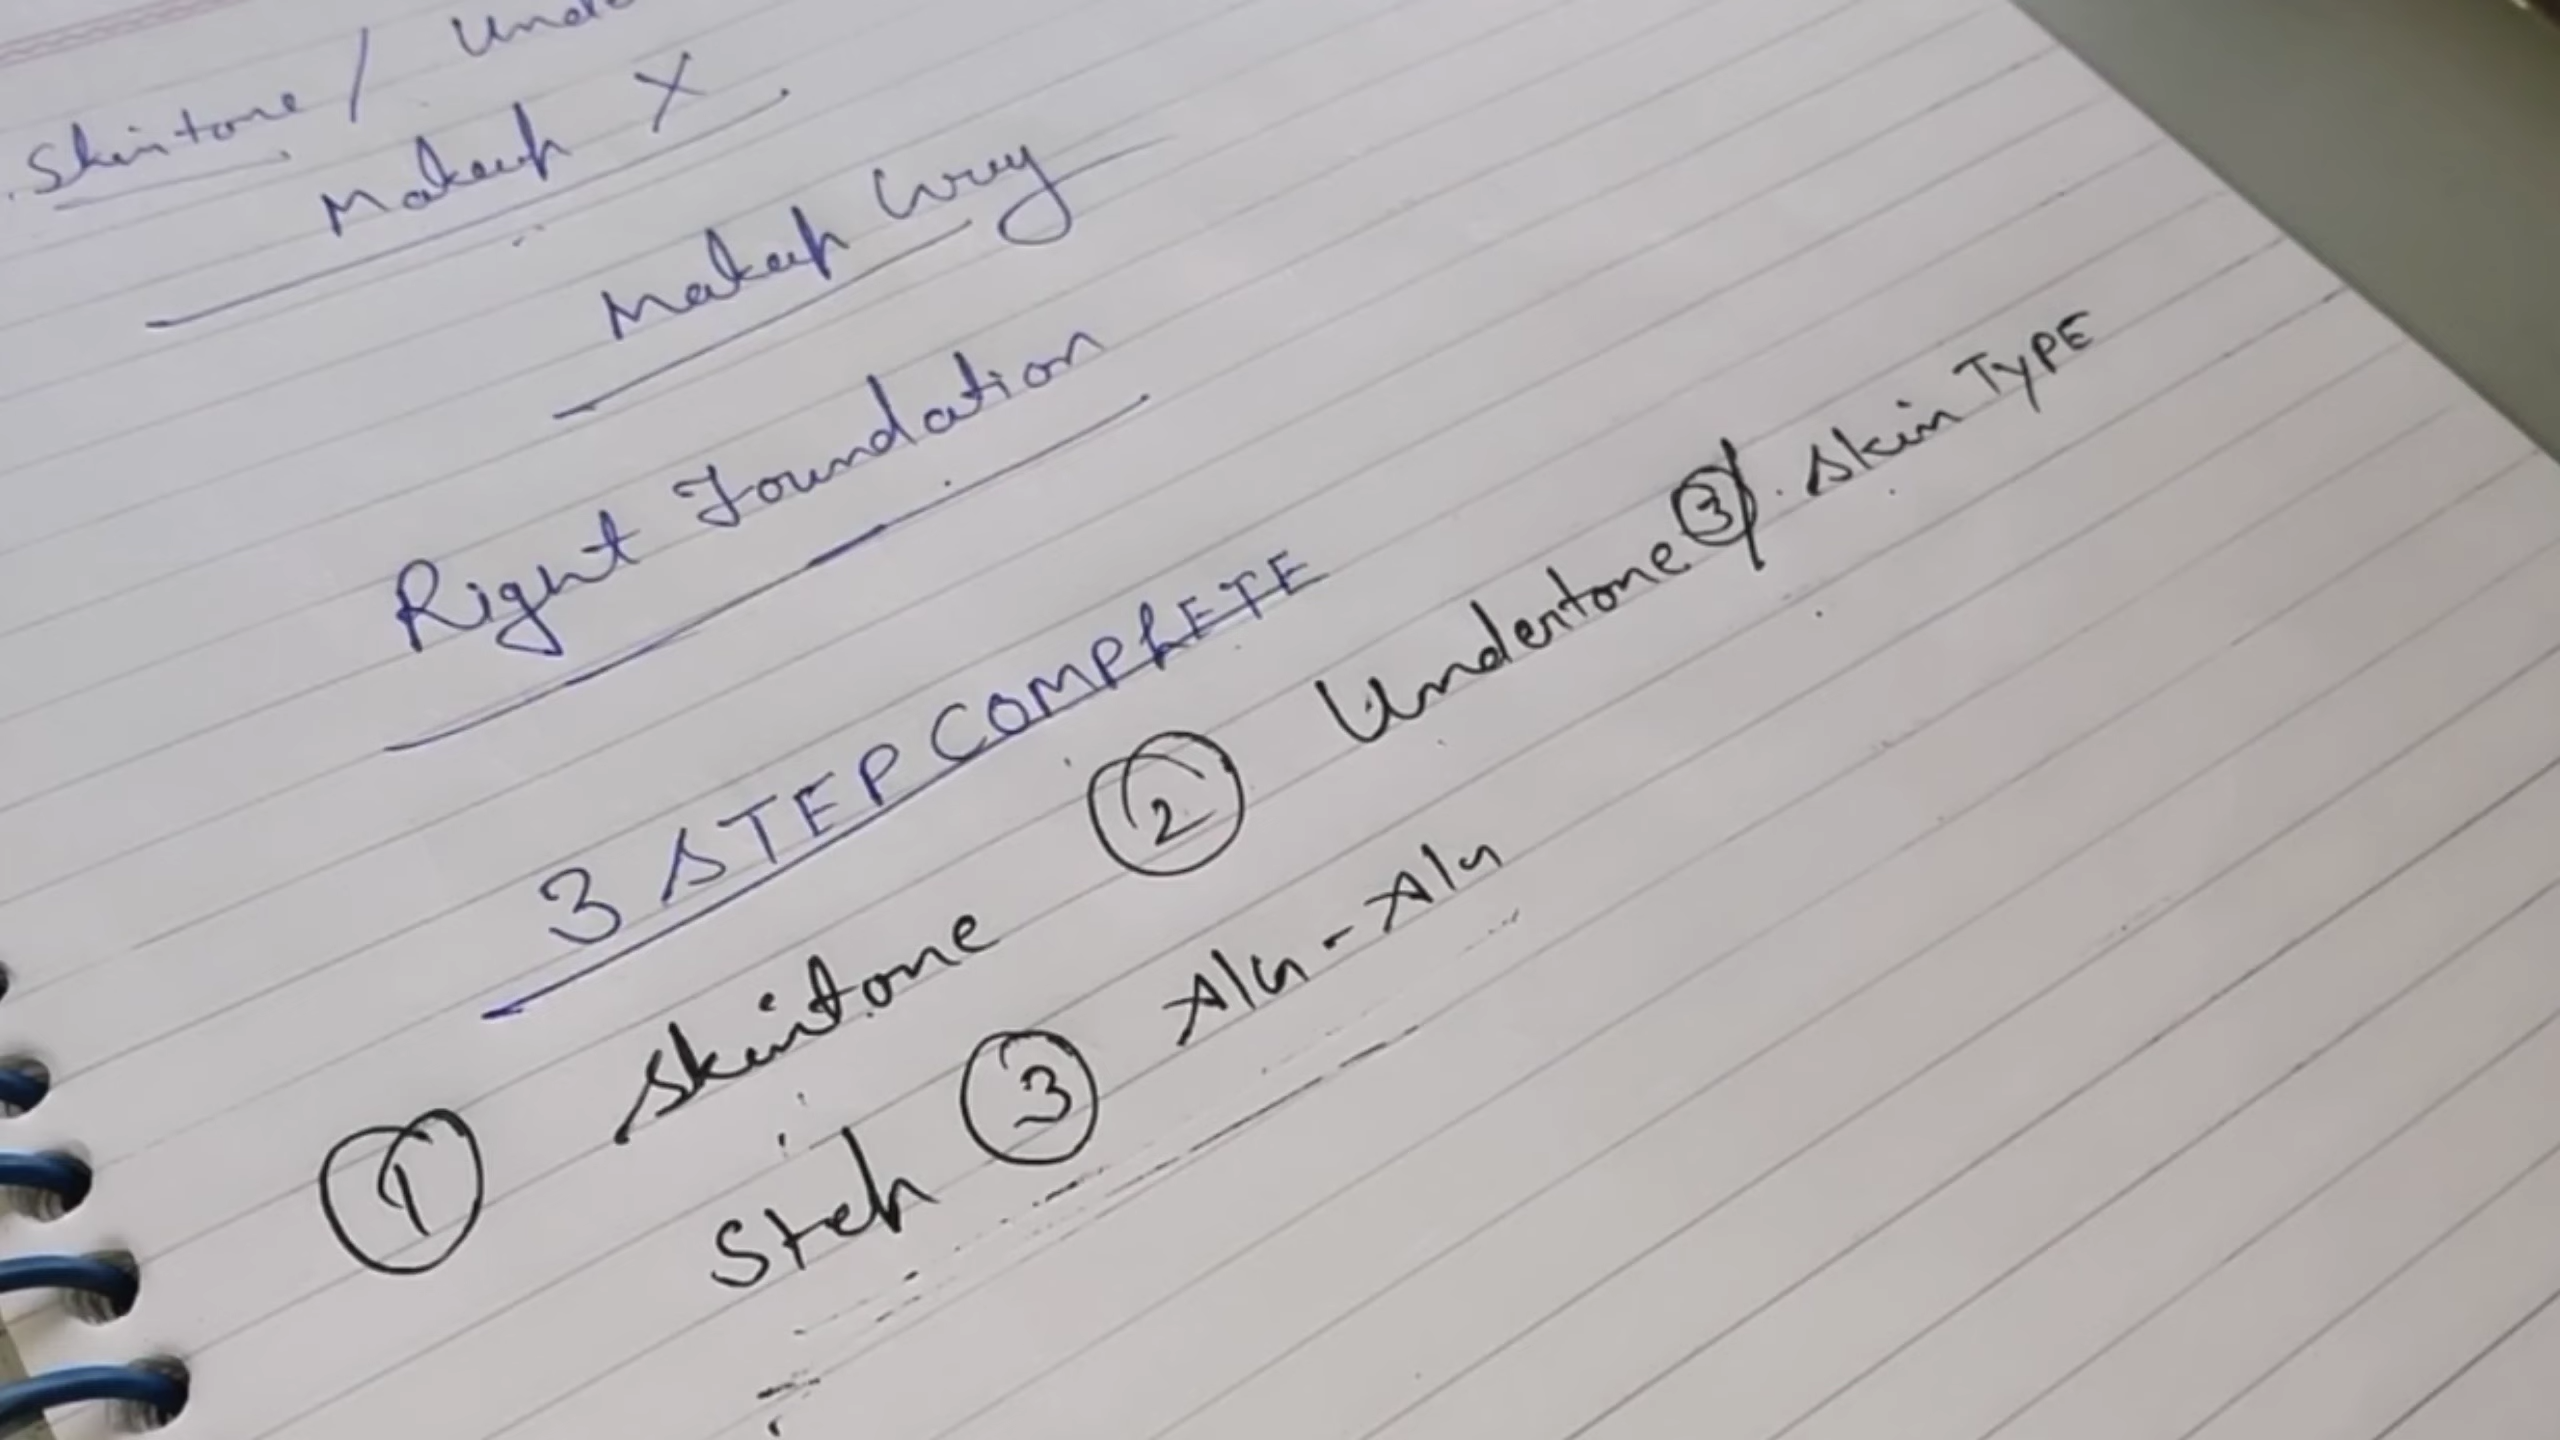 Skintone /
Makeup X
Makeup
Right Foundation
3 STEP COMPLETE
① Skintone ② Undertone ③ Skin TYPE
Step ③ Alg - Alg